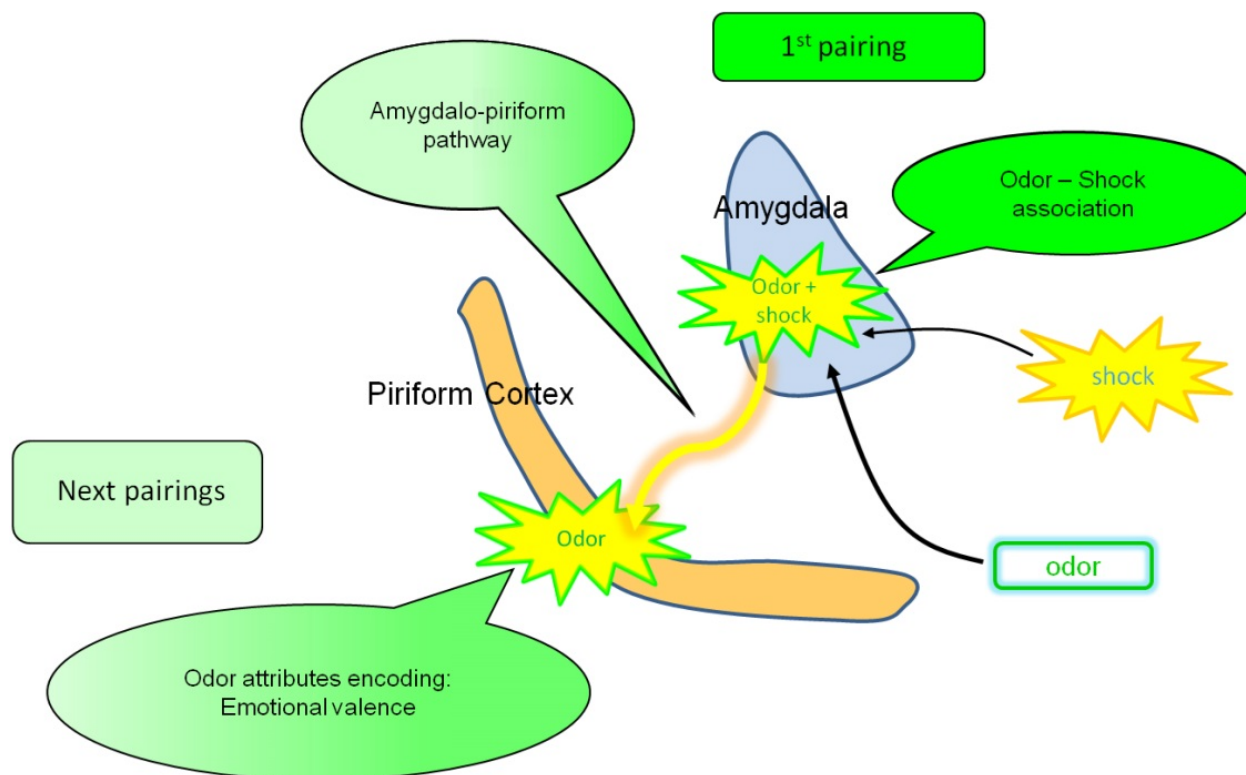 1st pairing
Amygdalo-piriform
pathway
Odor – Shock
association
Amygdala
Odor +
shock
shock
Piriform Cortex
Next pairings
Odor
odor
Odor attributes encoding:
Emotional valence